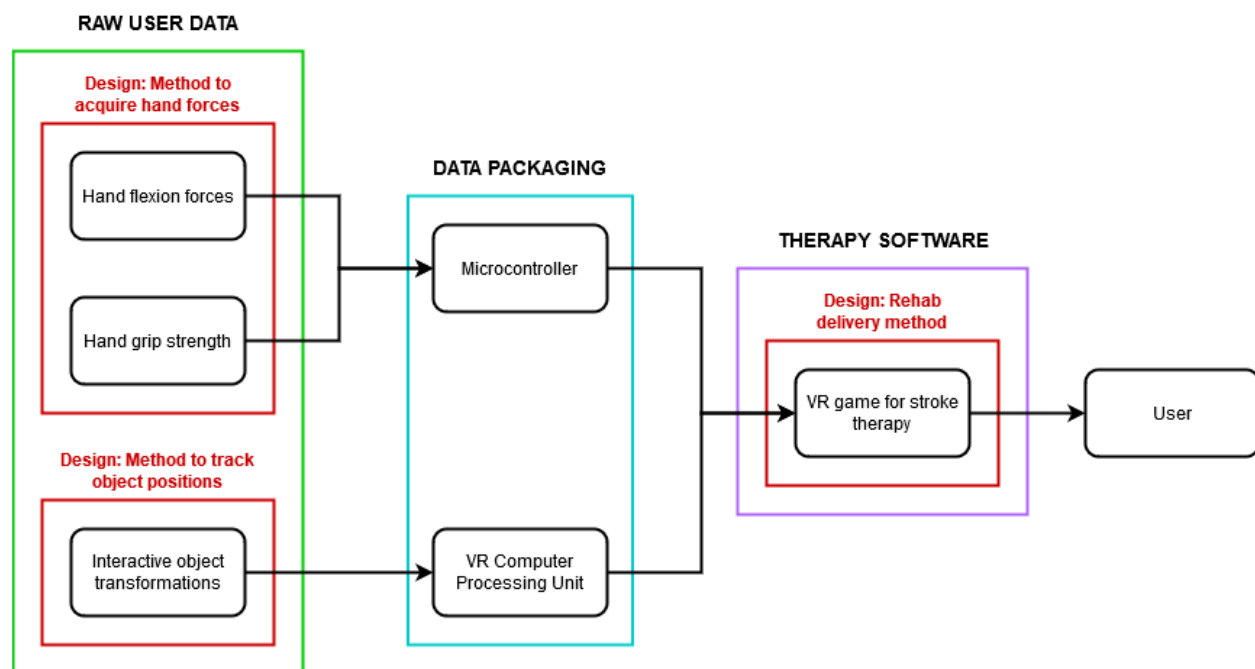 RAW USER DATA
Design: Method to
acquire hand forces
Hand flexion forces
Hand grip strength
Design: Method to track
object positions
Interactive object
transformations
DATA PACKAGING
Microcontroller
VR Computer
Processing Unit
THERAPY SOFTWARE
Design: Rehab
delivery method
VR game for stroke
therapy
User